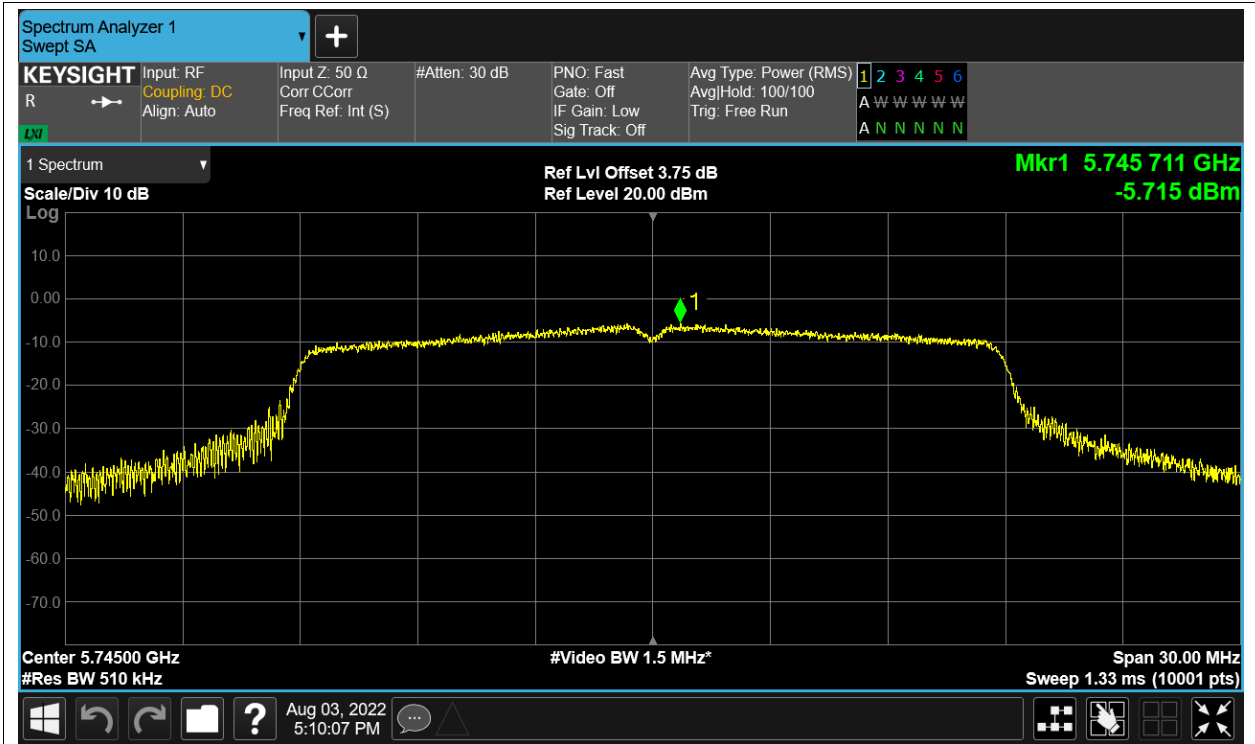 Spectrum Analyzer 1
Swept SA
KEYSIGHT
R
LXI
Input: RF
Coupling: DC
Align: Auto
Input Z: 50 Ω
Corr CCorr
Freq Ref: Int (S)
#Atten: 30 dB
PNO: Fast
Gate: Off
IF Gain: Low
Sig Track: Off
Avg Type: Power (RMS)
Avg|Hold: 100/100
Trig: Free Run
1 2 3 4 5 6
A W W W W W
A N N N N N
1 Spectrum
Scale/Div 10 dB
Log
Ref Lvl Offset 3.75 dB
Ref Level 20.00 dBm
Mkr1 5.745 711 GHz
-5.715 dBm
10.0
0.00
-10.0
-20.0
-30.0
-40.0
-50.0
-60.0
-70.0
1
Center 5.74500 GHz
#Res BW 510 kHz
#Video BW 1.5 MHz*
Span 30.00 MHz
Sweep 1.33 ms (10001 pts)
?
Aug 03, 2022
5:10:07 PM